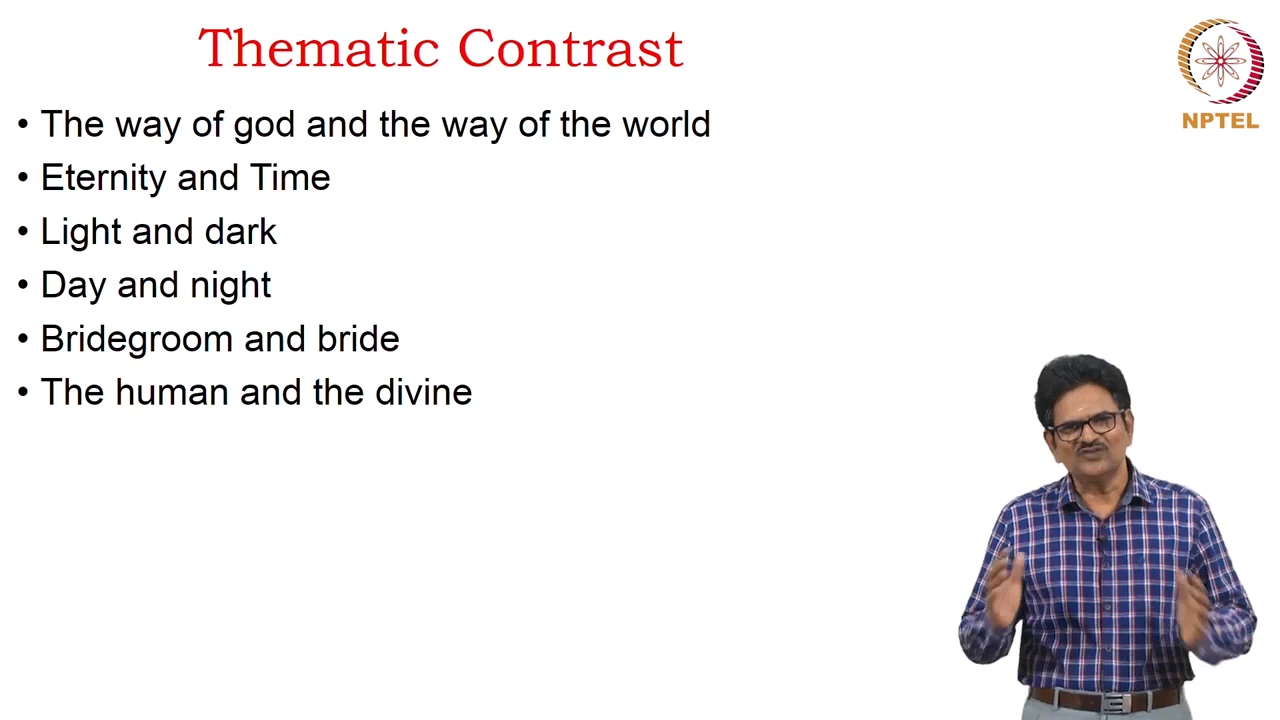 Thematic Contrast
• The way of god and the way of the world
• Eternity and Time
• Light and dark
• Day and night
• Bridegroom and bride
• The human and the divine
NPTEL